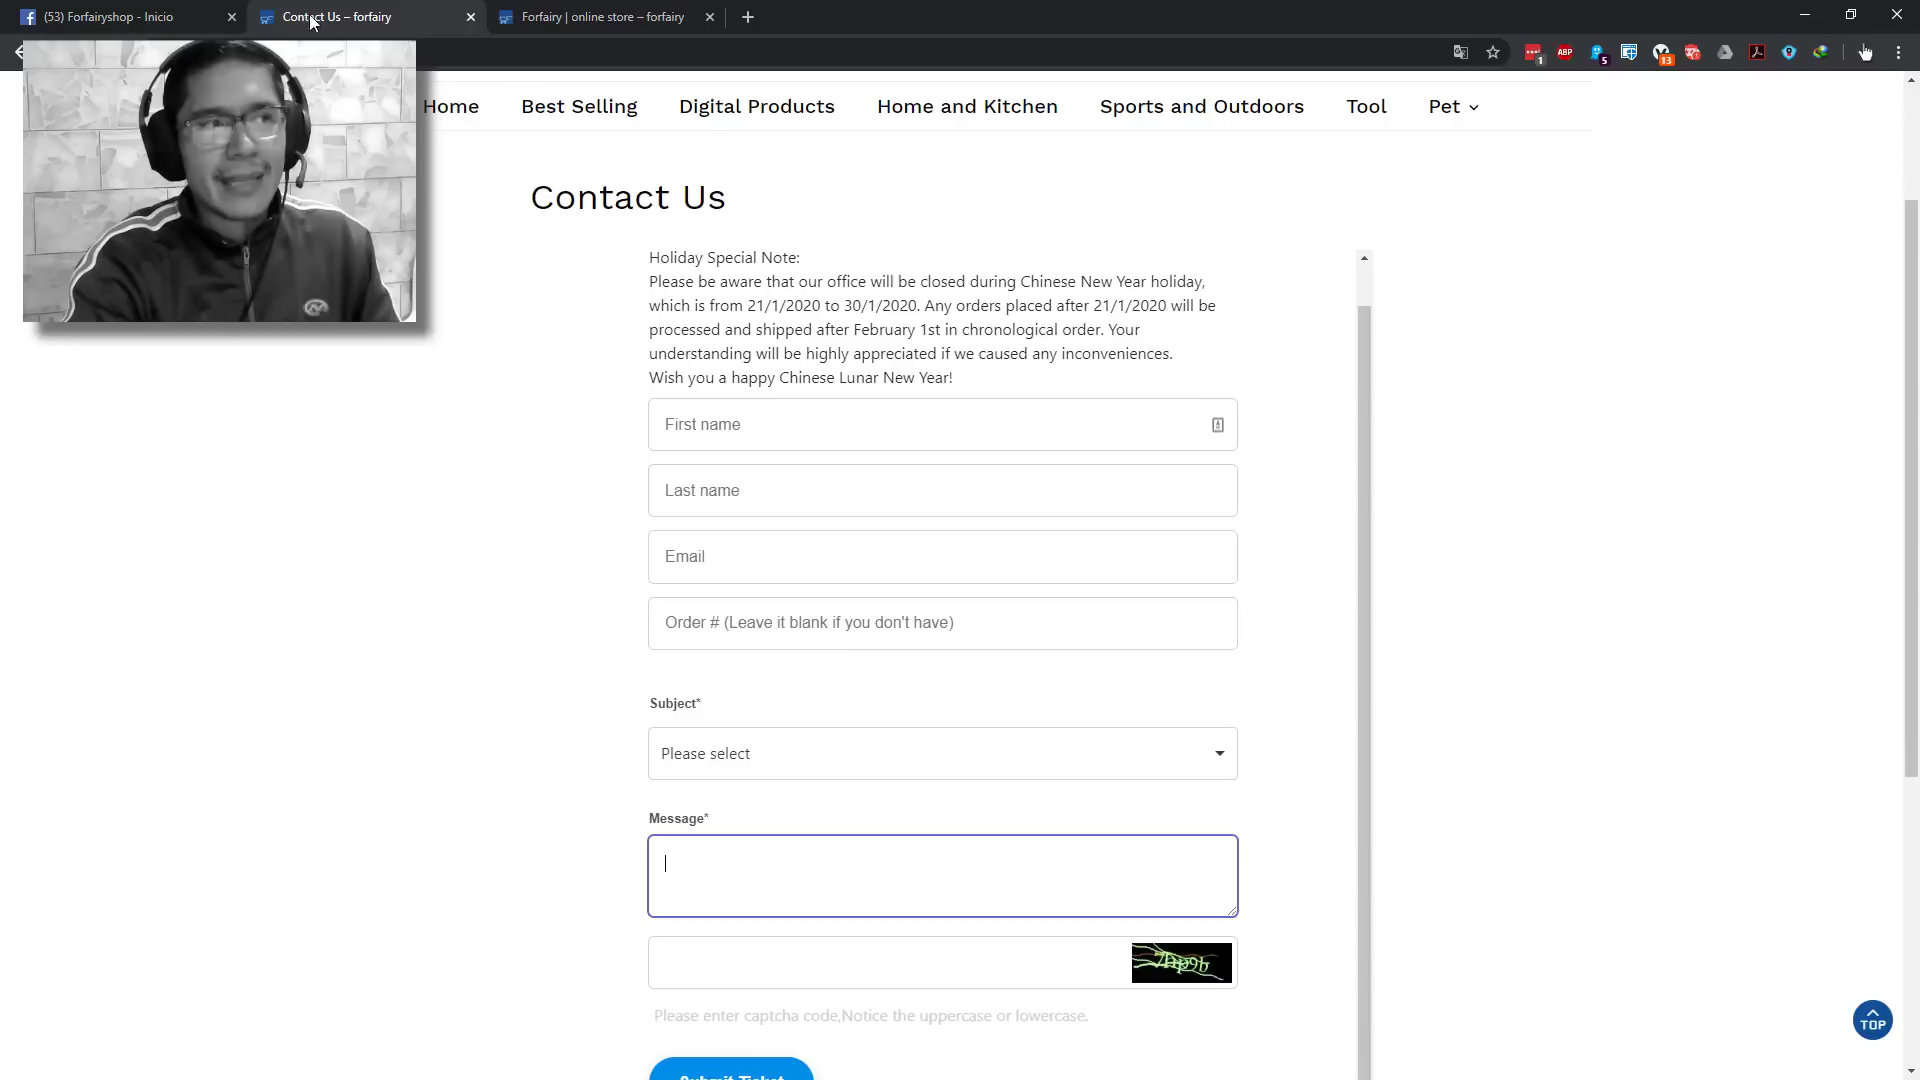 (53) Forfairyshop - Inicio
Contact Us – forfairy
Forfairy | online store – forfairy
1
ABP
5
13
Home
Best Selling
Digital Products
Home and Kitchen
Sports and Outdoors
Tool
Pet
Contact Us
Holiday Special Note:
Please be aware that our office will be closed during Chinese New Year holiday,
which is from 21/1/2020 to 30/1/2020. Any orders placed after 21/1/2020 will be
processed and shipped after February 1st in chronological order. Your
understanding will be highly appreciated if we caused any inconveniences.
Wish you a happy Chinese Lunar New Year!
First name
Last name
Email
Order # (Leave it blank if you don't have)
Subject*
Please select
Message*
Please enter captcha code,Notice the uppercase or lowercase.
TOP
Submit Ticket